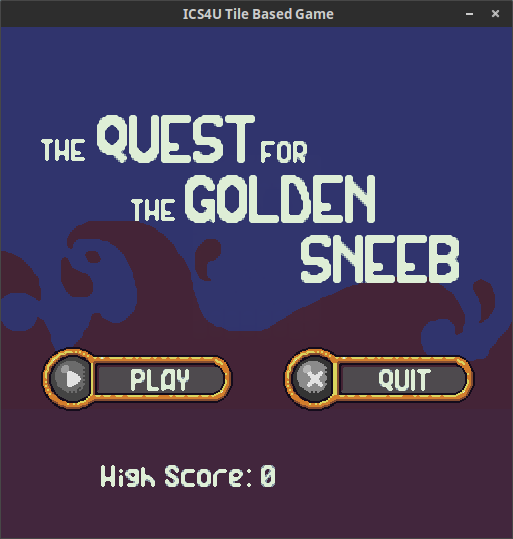 ICS4U Tile Based Game
THE QUEST FOR
THE GOLDEN
SNEEB
PLAY
QUIT
High Score: 0